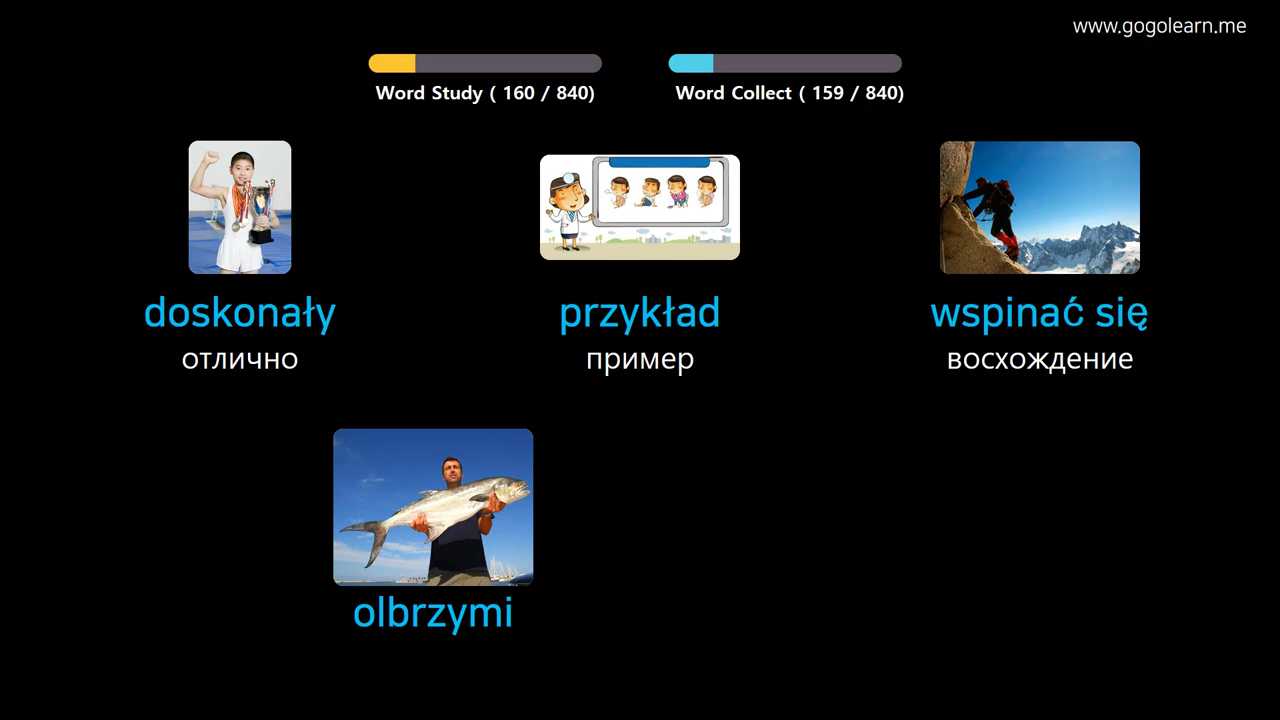 www.gogolearn.me
Word Study ( 160 / 840)
Word Collect ( 159 / 840)
doskonały
przykład
wspinać się
отлично
пример
восхождение
olbrzymi